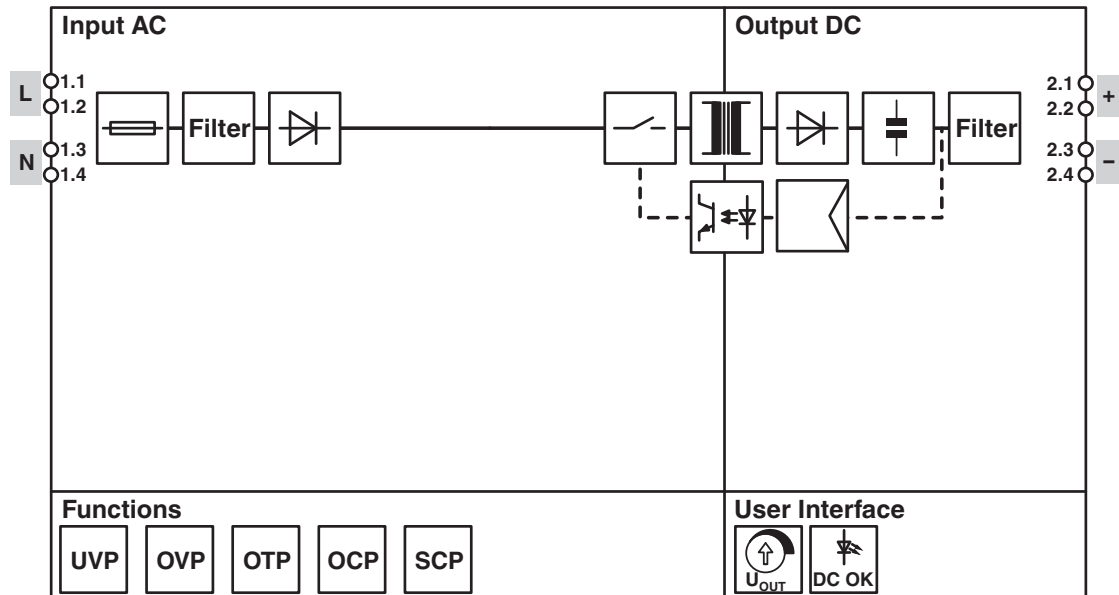 Input AC
Output DC
L
1.1
1.2
N
1.3
1.4
Filter
Filter
2.1
2.2
+
2.3
2.4
−
Functions
UVP
OVP
OTP
OCP
SCP
User Interface
UOUT
DC OK